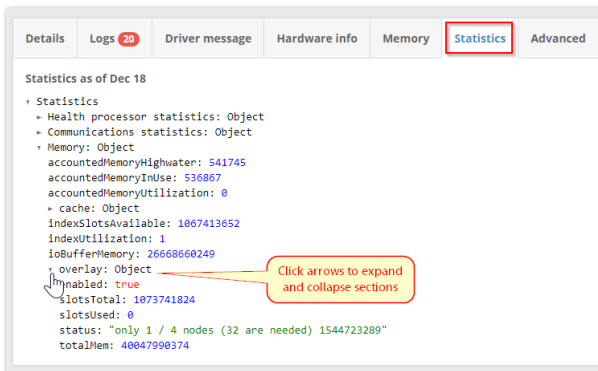 Details Logs 20 Driver message Hardware info Memory Statistics Advanced
Statistics as of Dec 18
Statistics
Health processor statistics: Object
Communications statistics: Object
Memory: Object
accountedMemoryHighwater: 541745
accountedMemoryInUse: 536867
accountedMemoryUtilization: 0
cache: Object
indexSlotsAvailable: 1067413652
indexUtilization: 1
ioBufferMemory: 26668660249
overlay: Object
Click arrows to expand
and collapse sections
enabled: true
slotsTotal: 1073741824
slotsUsed: 0
status: "only 1 / 4 nodes (32 are needed) 1544723289"
totalMem: 40047990374